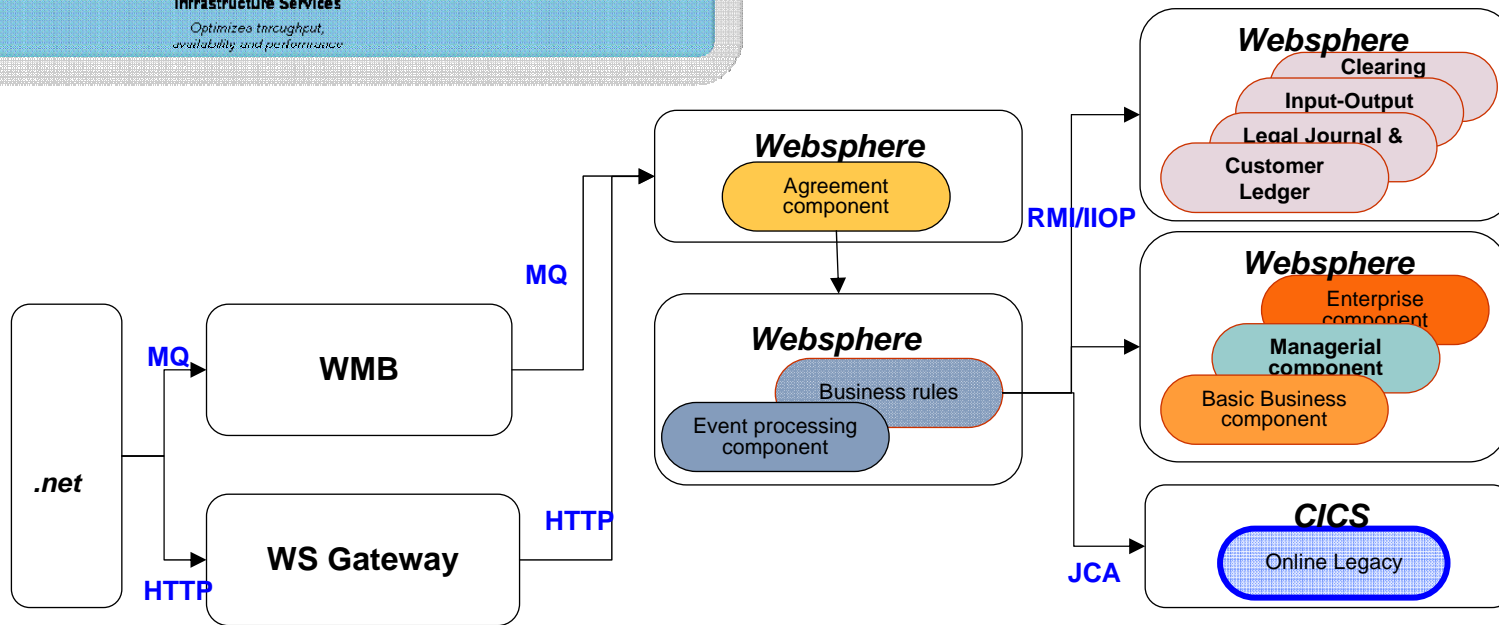 Infrastructure Services
Optimizes throughput,
availability and performance
.net
MQ
HTTP
WMB
WS Gateway
MQ
HTTP
Websphere
Agreement
component
Websphere
Business rules
Event processing
component
RMI/IIOP
JCA
Websphere
Clearing
Input-Output
Legal Journal &
Customer
Ledger
Websphere
Enterprise
component
Managerial
component
Basic Business
component
CICS
Online Legacy